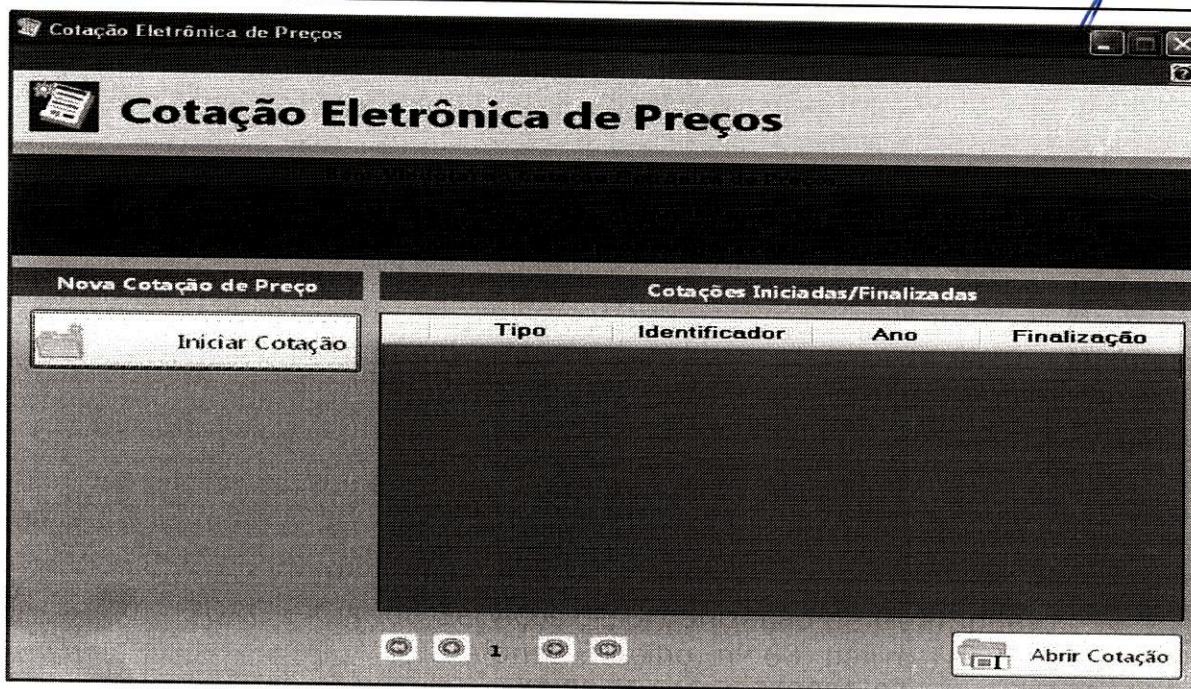 Cotação Eletrônica de Preços
Cotação Eletrônica de Preços
Nova Cotação de Preço
Iniciar Cotação
Cotações Iniciadas/Finalizadas
Tipo Identificador Ano Finalização
1
Abrir Cotação